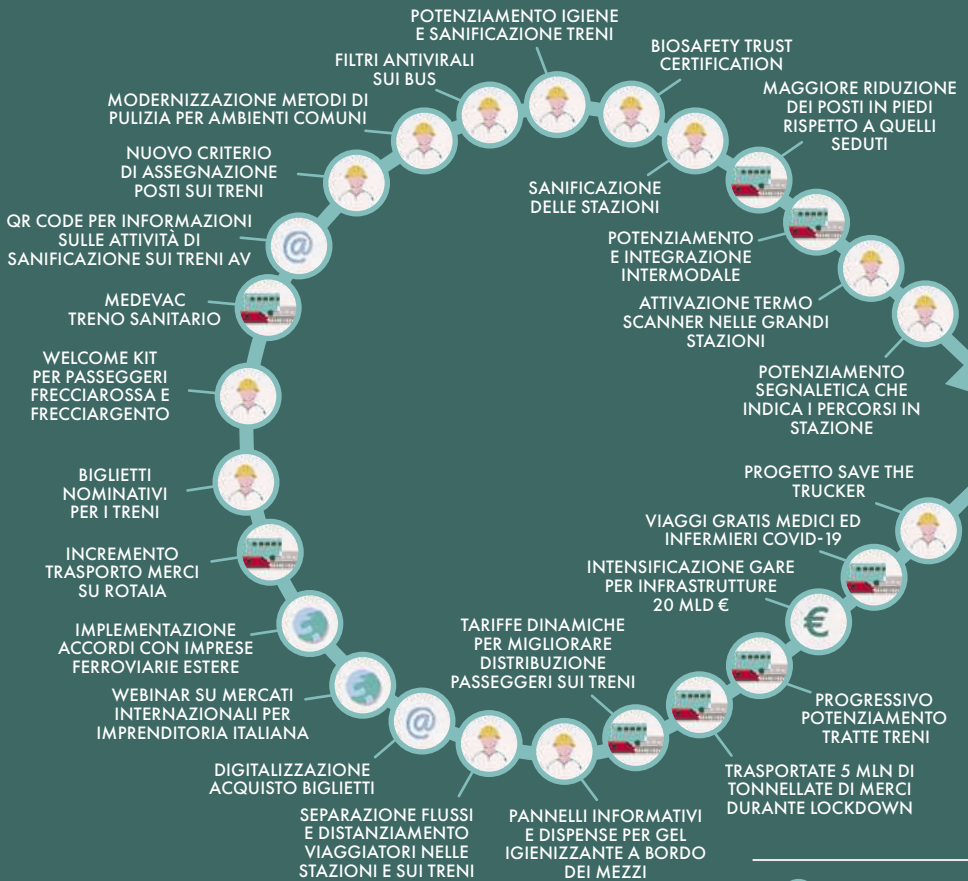 POTENZIAMENTO IGIENE
E SANIFICAZIONE TRENI
BIOSAFETY TRUST
CERTIFICATION
FILTRI ANTIVIRALI
SUI BUS
MAGGIORE RIDUZIONE
DEI POSTI IN PIEDI
RISPETTO A QUELLI
SEDUTI
MODERNIZZAZIONE METODI DI
PULIZIA PER AMBIENTI COMUNI
NUOVO CRITERIO
DI ASSEGNAZIONE
POSTI SUI TRENI
SANIFICAZIONE
DELLE STAZIONI
QR CODE PER INFORMAZIONI
SULLE ATTIVITÀ DI
SANIFICAZIONE SUI TRENI AV
@
POTENZIAMENTO
E INTEGRAZIONE
INTERMODALE
MEDEVAC
TRENO SANITARIO
ATTIVAZIONE TERMO
SCANNER NELLE GRANDI
STAZIONI
WELCOME KIT
PER PASSEGGERI
FRECCIAROSSA E
FRECCIARGENTO
POTENZIAMENTO
SEGNALETICA CHE
INDICA I PERCORSI IN
STAZIONE
BIGLIETTI
NOMINATIVI
PER I TRENI
PROGETTO SAVE THE
TRUCKER
VIAGGI GRATIS MEDICI ED
INFERMIERI COVID-19
INCREMENTO
TRASPORTO MERCI
SU ROTAIA
INTENSIFICAZIONE GARE
PER INFRASTRUTTURE
20 MLD €
€
IMPLEMENTAZIONE
ACCORDI CON IMPRESE
FERROVIARIE ESTERE
TARIFFE DINAMICHE
PER MIGLIORARE
DISTRIBUZIONE
PASSEGGERI SUI TRENI
WEBINAR SU MERCATI
INTERNAZIONALI PER
IMPRENDITORIA ITALIANA
@
PROGRESSIVO
POTENZIAMENTO
TRATTE TRENI
DIGITALIZZAZIONE
ACQUISTO BIGLIETTI
TRASPORTATE 5 MLN DI
TONNELLATE DI MERCI
DURANTE LOCKDOWN
SEPARAZIONE FLUSSI
E DISTANZIAMENTO
VIAGGIATORI NELLE
STAZIONI E SUI TRENI
PANNELLI INFORMATIVI
E DISPENSE PER GEL
IGIENIZZANTE A BORDO
DEI MEZZI